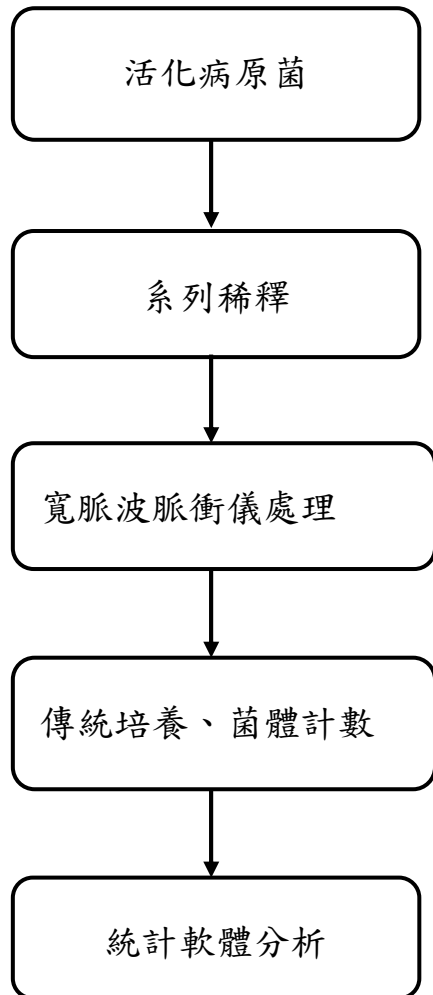 活化病原菌
系列稀釋
寬脈波脈衝儀處理
傳統培養、菌體計數
統計軟體分析